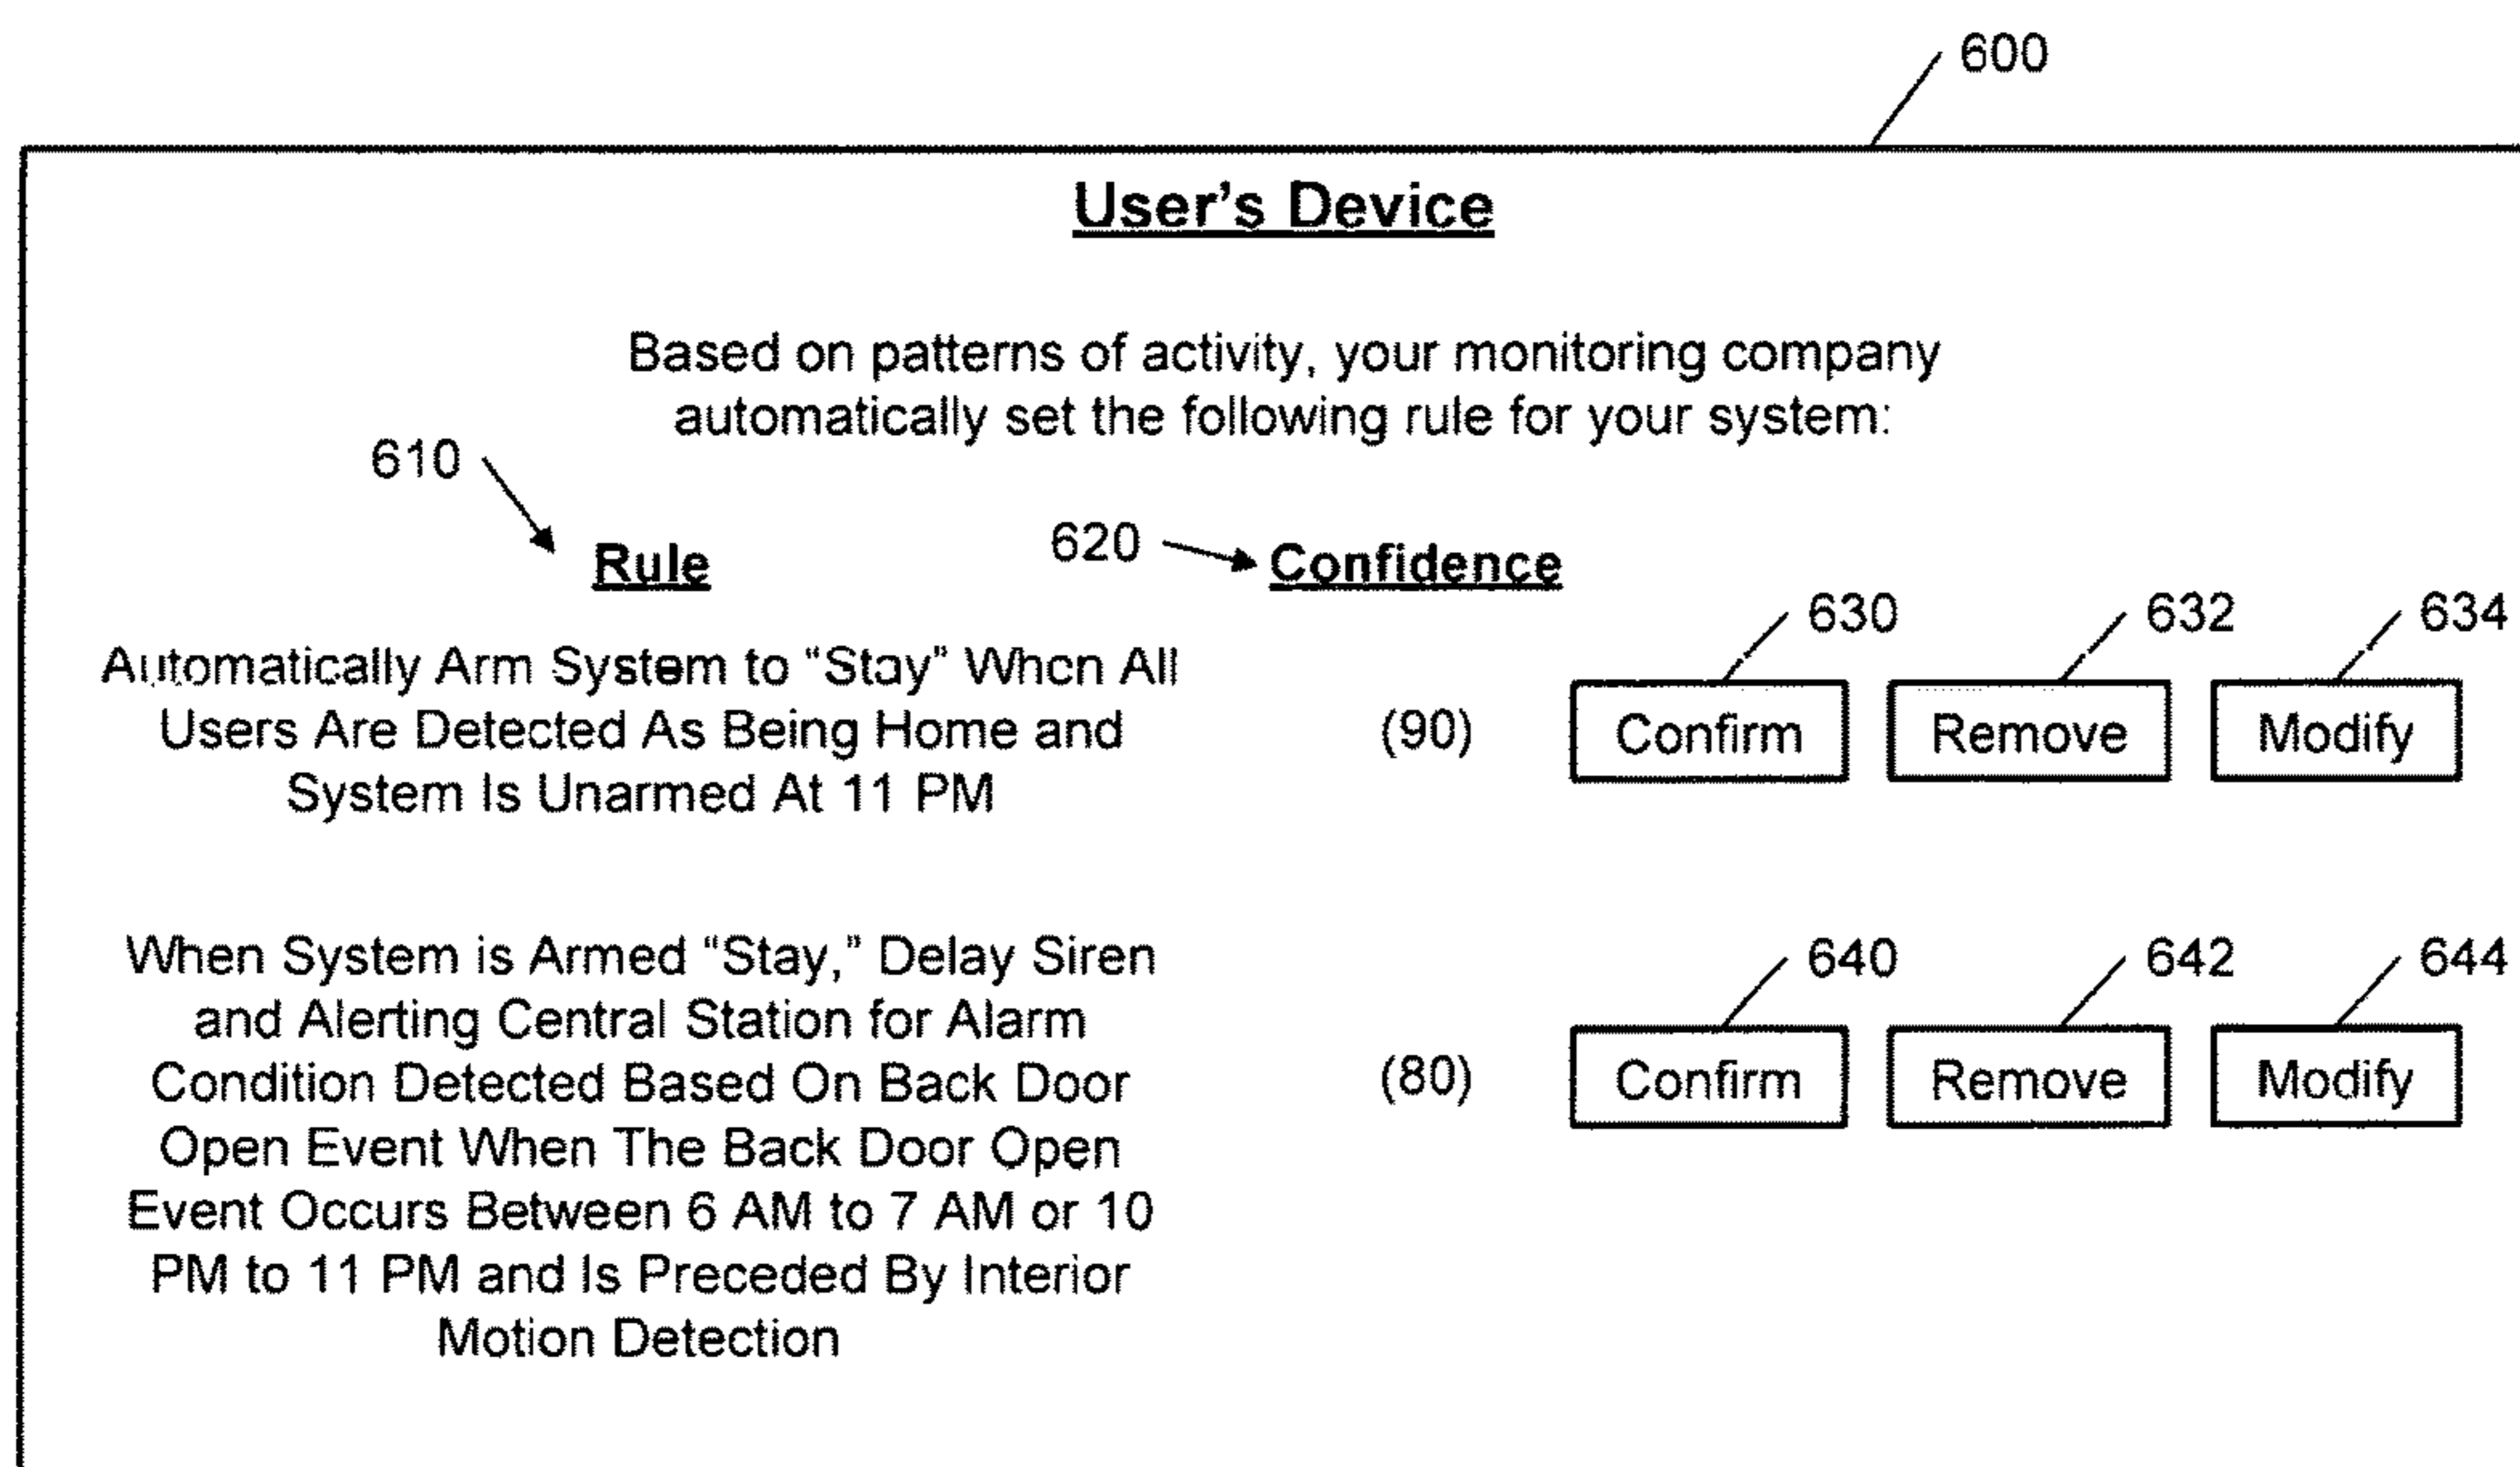 600
User's Device
Based on patterns of activity, your monitoring company
automatically set the following rule for your system:
610
620
Rule
Confidence
630
632
634
Automatically Arm System to “Stay” When All
Users Are Detected As Being Home and
System Is Unarmed At 11 PM
(90)
Confirm
Remove
Modify
640
642
644
When System is Armed “Stay,” Delay Siren
and Alerting Central Station for Alarm
Condition Detected Based On Back Door
Open Event When The Back Door Open
Event Occurs Between 6 AM to 7 AM or 10
PM to 11 PM and Is Preceded By Interior
Motion Detection
(80)
Confirm
Remove
Modify